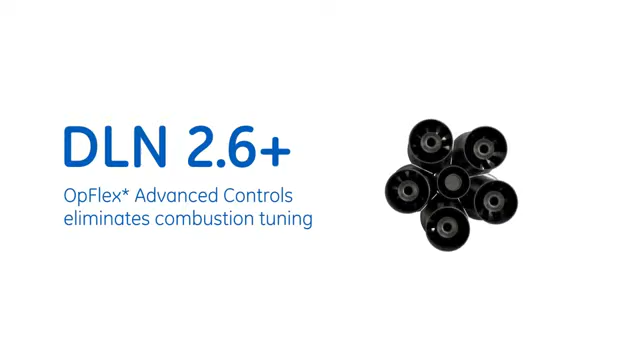 DLN 2.6+
OpFlex* Advanced Controls
eliminates combustion tuning